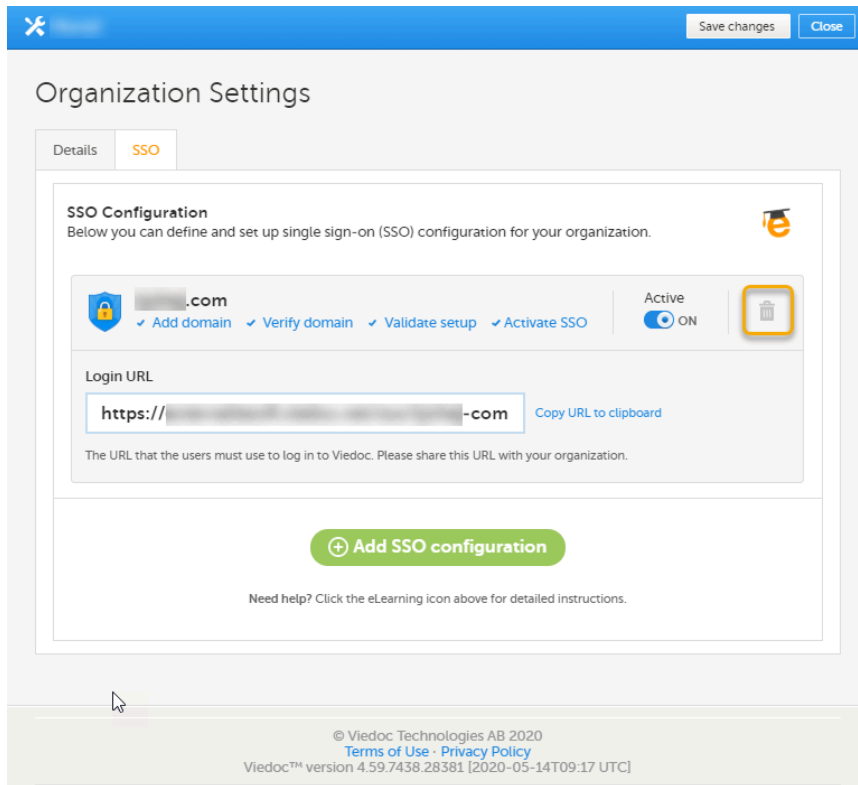 Save changes
Close
Organization Settings
Details
SSO
SSO Configuration
Below you can define and set up single sign-on (SSO) configuration for your organization.
e
.com
✓ Add domain ✓ Verify domain ✓ Validate setup ✓ Activate SSO
Active
ON
Login URL
https:// -com
Copy URL to clipboard
The URL that the users must use to log in to Viedoc. Please share this URL with your organization.
Add SSO configuration
Need help? Click the eLearning icon above for detailed instructions.
© Viedoc Technologies AB 2020
Terms of Use · Privacy Policy
Viedoc™ version 4.59.7438.28381 [2020-05-14T09:17 UTC]